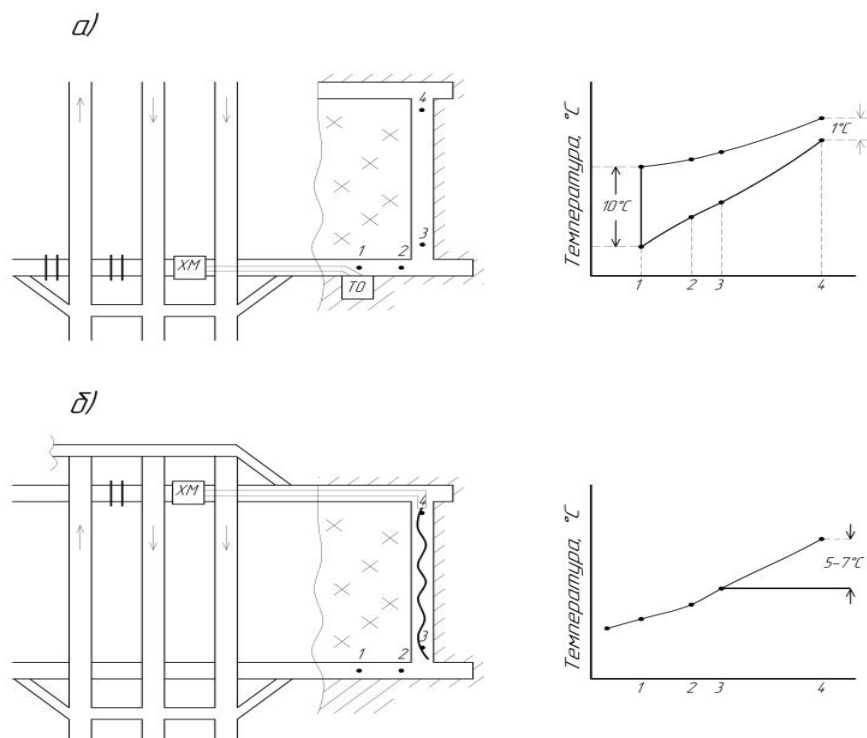 а)
4
3
1 2
ХМ
ТО
Температура, °С
10°С
1°С
1 2 3 4
б)
ХМ
4
3
1 2
Температура, °С
5-7°С
1 2 3 4